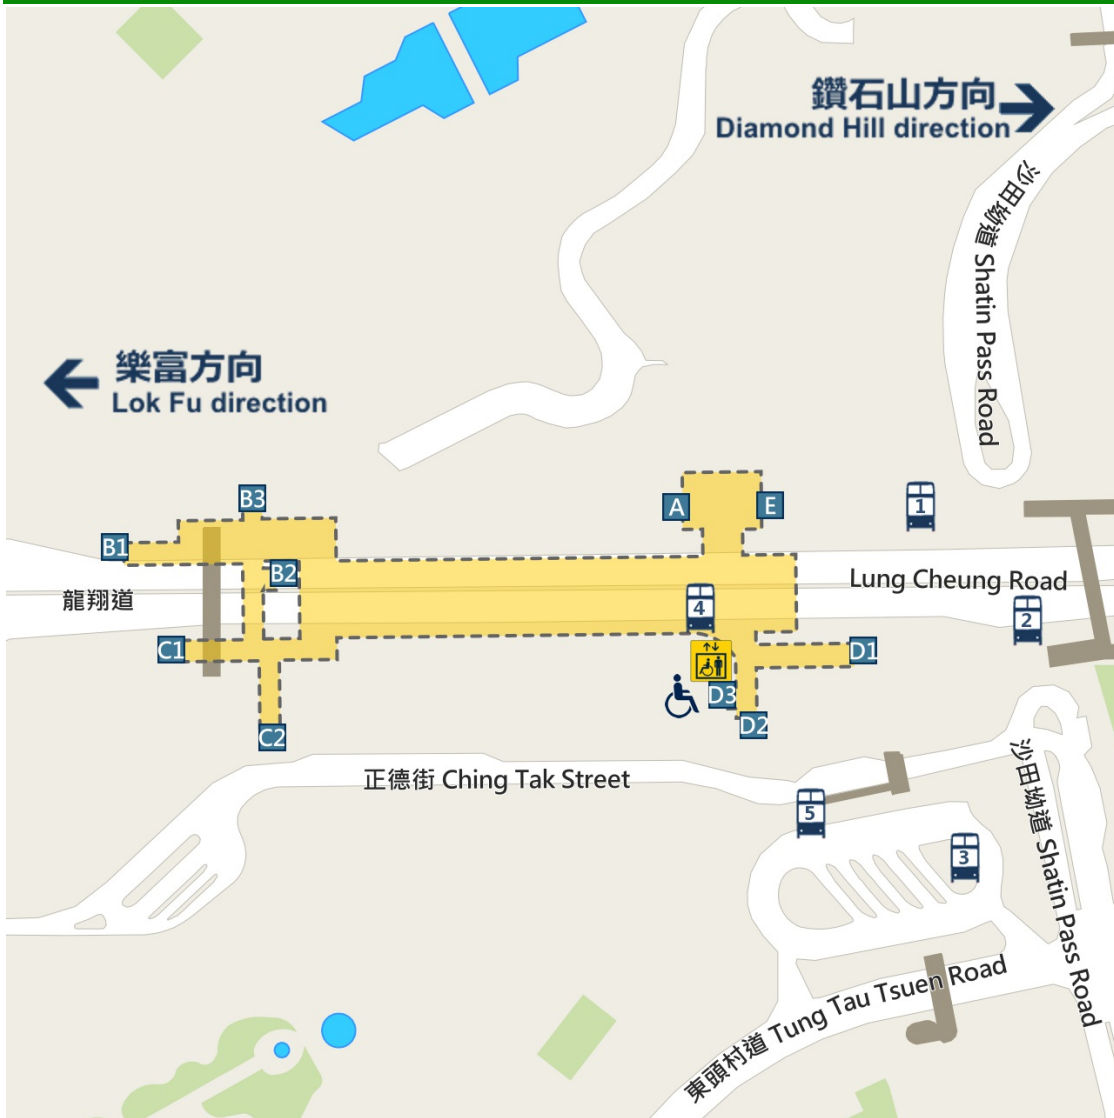 鑽石山方向
Diamond Hill direction
沙田坳道 Shatin Pass Road
樂富方向
Lok Fu direction
B3
A
E
1
B1
B2
Lung Cheung Road
龍翔道
4
2
C1
D1
D3
C2
D2
正德街 Ching Tak Street
沙田坳道 Shatin Pass Road
5
3
東頭村道 Tung Tau Tsuen Road